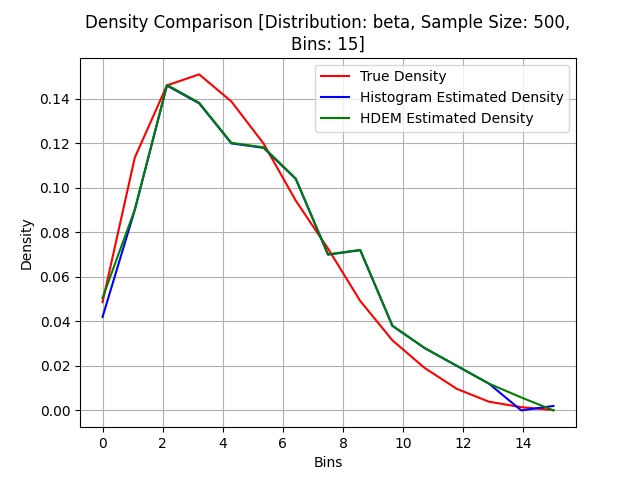 Density Comparison [Distribution: beta, Sample Size: 500,
Bins: 15]
True Density
Histogram Estimated Density
HDEM Estimated Density
Density
0.14
0.12
0.10
0.08
0.06
0.04
0.02
0.00
0 2 4 6 8 10 12 14
Bins